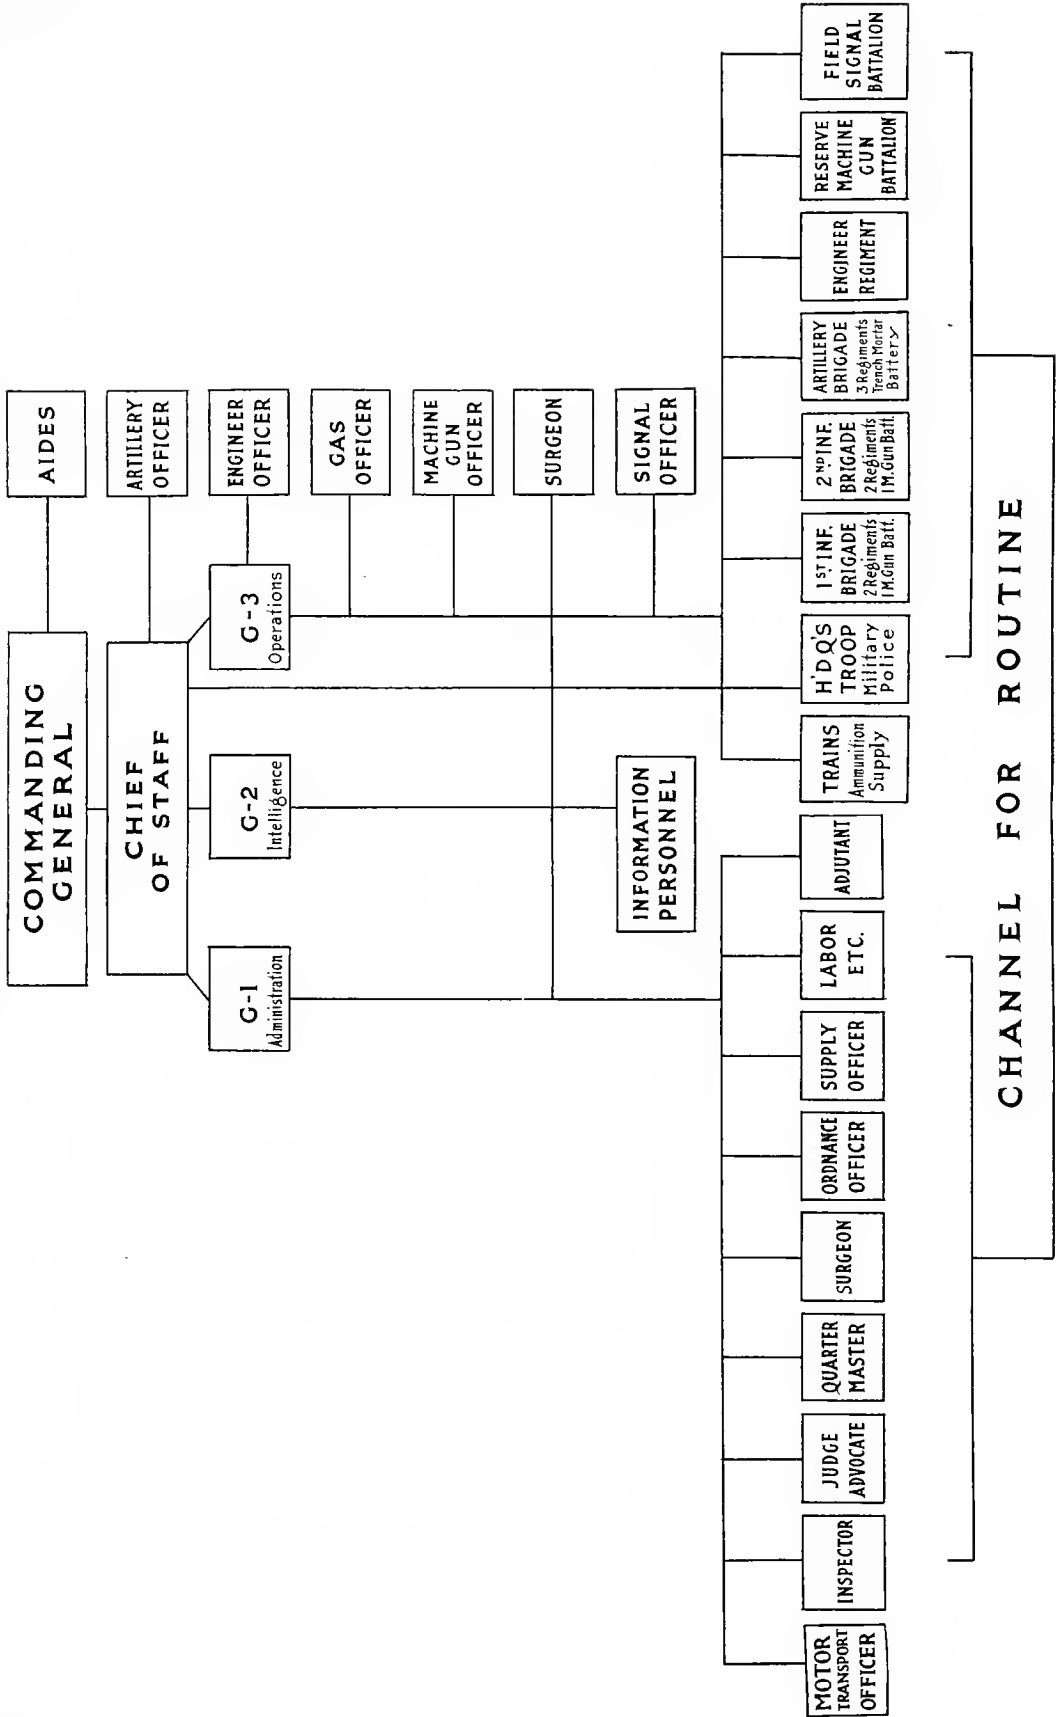 COMMANDING
GENERAL
AIDES
CHIEF
OF STAFF
ARTILLERY
OFFICER
G-1
Administration
G-2
Intelligence
G-3
Operations
ENGINEER
OFFICER
GAS
OFFICER
MACHINE
GUN
OFFICER
SURGEON
INFORMATION
PERSONNEL
SIGNAL
OFFICER
MOTOR
TRANSPORT
OFFICER
INSPECTOR
JUDGE
ADVOCATE
QUARTER
MASTER
SURGEON
ORDNANCE
OFFICER
SUPPLY
OFFICER
LABOR
ETC.
ADJUTANT
TRAINS
Ammunition
Supply
H'DQ'S
TROOP
Military
Police
1ST. INF.
BRIGADE
2 Regiments
1 M. Gun Batt.
2ND INF.
BRIGADE
2 Regiments
1 M. Gun Batt.
ARTILLERY
BRIGADE
3 Regiments
Trench Mortar
Battery
ENGINEER
REGIMENT
RESERVE
MACHINE
GUN
BATTALION
FIELD
SIGNAL
BATTALION
CHANNEL FOR ROUTINE